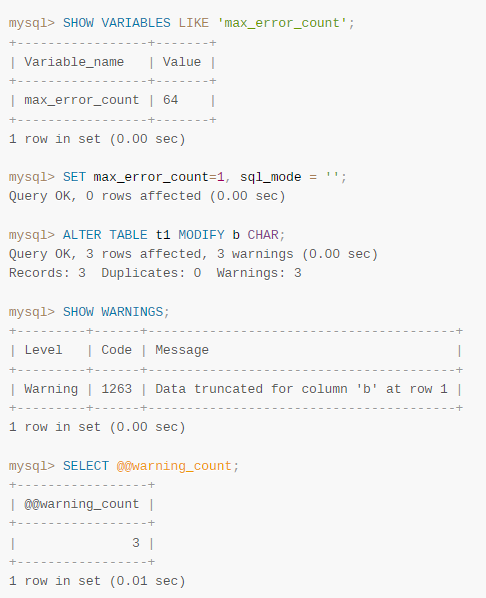 mysql> SHOW VARIABLES LIKE 'max_error_count';
+-----------------+-------+
| Variable_name   | Value |
+-----------------+-------+
| max_error_count | 64    |
+-----------------+-------+
1 row in set (0.00 sec)

mysql> SET max_error_count=1, sql_mode = '';
Query OK, 0 rows affected (0.00 sec)

mysql> ALTER TABLE t1 MODIFY b CHAR;
Query OK, 3 rows affected, 3 warnings (0.00 sec)
Records: 3  Duplicates: 0  Warnings: 3

mysql> SHOW WARNINGS;
+---------+------+----------------------------------------+
| Level   | Code | Message                                |
+---------+------+----------------------------------------+
| Warning | 1263 | Data truncated for column 'b' at row 1 |
+---------+------+----------------------------------------+
1 row in set (0.00 sec)

mysql> SELECT @@warning_count;
+-----------------+
| @@warning_count |
+-----------------+
|               3 |
+-----------------+
1 row in set (0.01 sec)